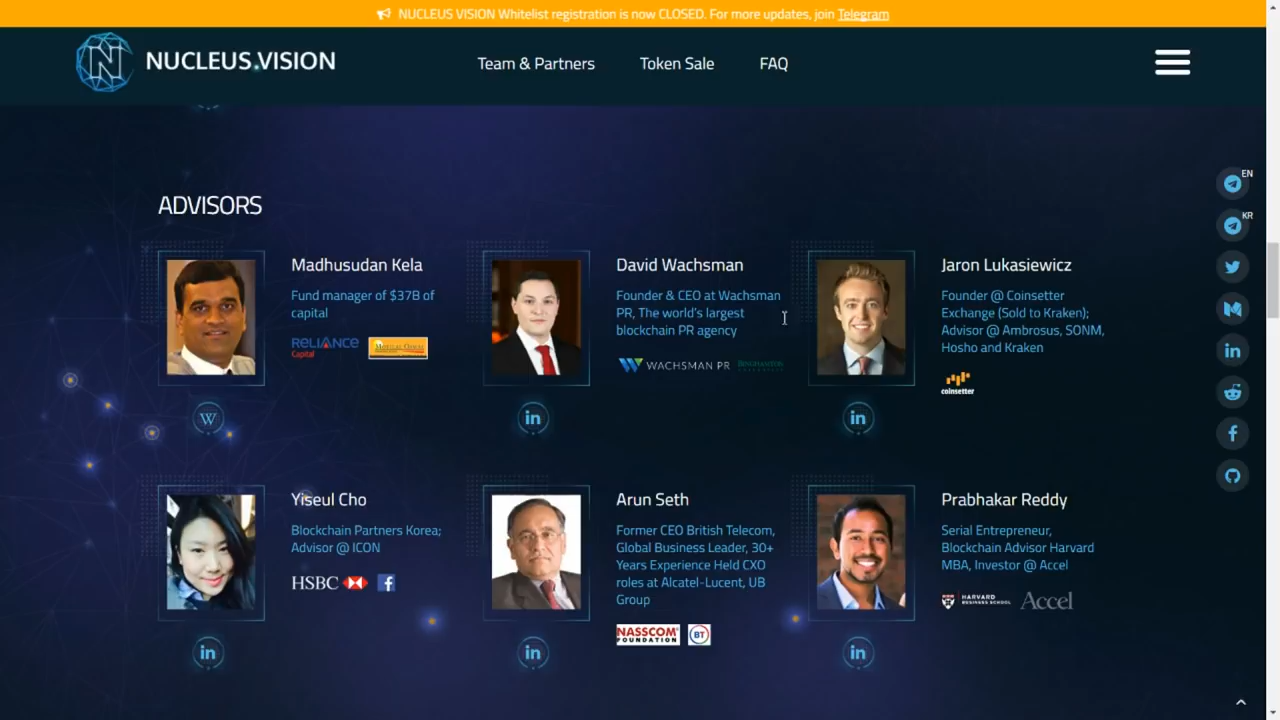 NUCLEUS VISION Whitelist registration is now CLOSED. For more updates, join Telegram
NUCLEUS.VISION
Team & Partners
Token Sale
FAQ
EN
KR
ADVISORS
Madhusudan Kela
Fund manager of $37B of
capital
RELIANCE
Capital
David Wachsman
Founder & CEO at Wachsman
PR, The world's largest
blockchain PR agency
WACHSMAN PR
Jaron Lukasiewicz
Founder @ Coinsetter
Exchange (Sold to Kraken);
Advisor @ Ambrosus, SONM,
Hosho and Kraken
coinsetter
Yiseul Cho
Blockchain Partners Korea;
Advisor @ ICON
HSBC
Arun Seth
Former CEO British Telecom,
Global Business Leader, 30+
Years Experience Held CXO
roles at Alcatel-Lucent, UB
Group
NASSCOM
FOUNDATION
BT
Prabhakar Reddy
Serial Entrepreneur,
Blockchain Advisor Harvard
MBA, Investor @ Accel
HARVARD
BUSINESS SCHOOL
Accel